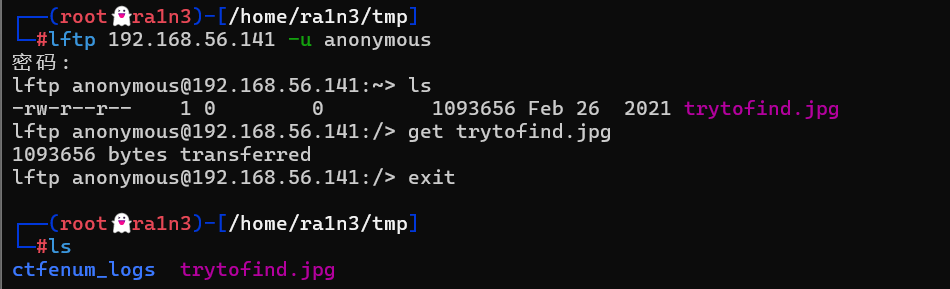 ┌──(root👻ra1n3)-[/home/ra1n3/tmp]
└─#lftp 192.168.56.141 -u anonymous
密码:
lftp anonymous@192.168.56.141:~> ls
-rw-r--r--    1 0        0         1093656 Feb 26  2021 trytofind.jpg
lftp anonymous@192.168.56.141:/> get trytofind.jpg
1093656 bytes transferred
lftp anonymous@192.168.56.141:/> exit
┌──(root👻ra1n3)-[/home/ra1n3/tmp]
└─#ls
ctfenum_logs  trytofind.jpg